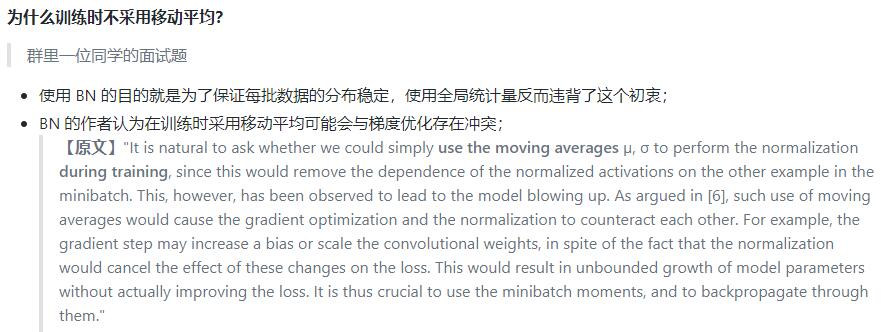 为什么训练时不采用移动平均?
群里一位同学的面试题
使用 BN 的目的就是为了保证每批数据的分布稳定，使用全局统计量反而违背了这个初衷；
BN 的作者认为在训练时采用移动平均可能会与梯度优化存在冲突；
【原文】"It is natural to ask whether we could simply use the moving averages μ, σ to perform the normalization
during training, since this would remove the dependence of the normalized activations on the other example in the
minibatch. This, however, has been observed to lead to the model blowing up. As argued in [6], such use of moving
averages would cause the gradient optimization and the normalization to counteract each other. For example, the
gradient step may increase a bias or scale the convolutional weights, in spite of the fact that the normalization
would cancel the effect of these changes on the loss. This would result in unbounded growth of model parameters
without actually improving the loss. It is thus crucial to use the minibatch moments, and to backpropagate through
them."